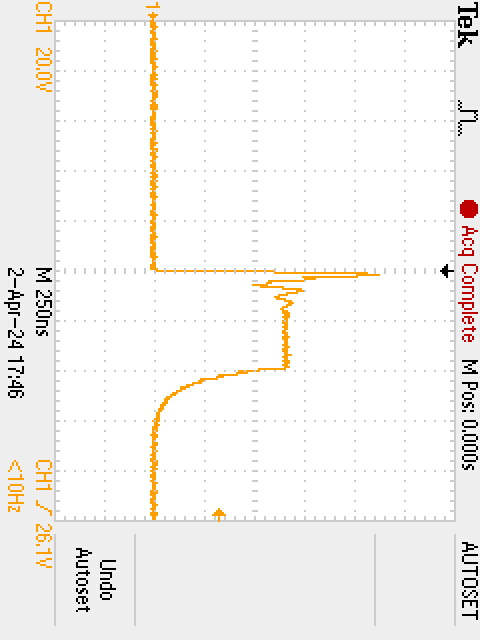 Tek
Acq Complete
M Pos: 0.000s
AUTOSET
1
Undo
Autoset
CH1 20.0V
M 250ns
CH1 / 26.1V
2-Apr-24 17:46
<10Hz